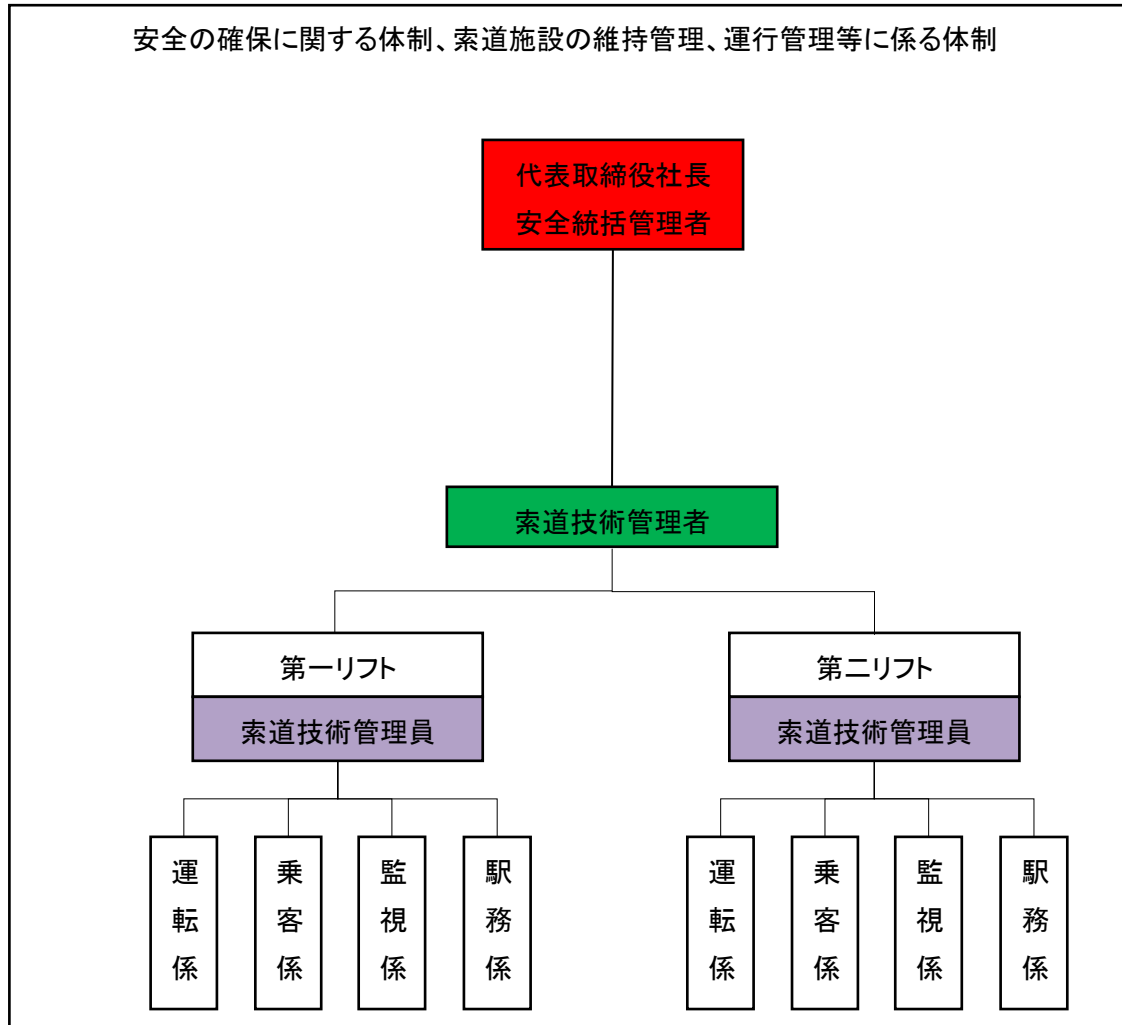 安全の確保に関する体制、索道施設の維持管理、運行管理等に係る体制
代表取締役社長
安全統括管理者
索道技術管理者
第一リフト
索道技術管理員
第二リフト
索道技術管理員
運転係
乗客係
監視係
駅務係
運転係
乗客係
監視係
駅務係